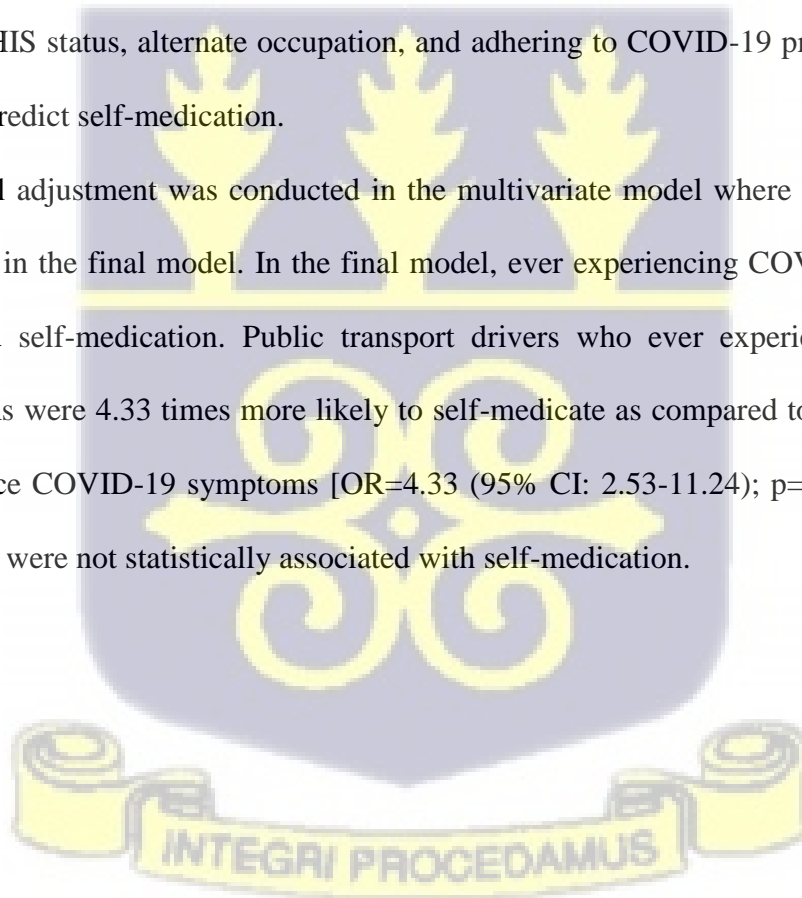 HIS status, alternate occupation, and adhering to COVID-19 pr
redict self-medication.
l adjustment was conducted in the multivariate model where
in the final model. In the final model, ever experiencing COV
self-medication. Public transport drivers who ever experi
s were 4.33 times more likely to self-medicate as compared to
ce COVID-19 symptoms [OR=4.33 (95% CI: 2.53-11.24); p=
were not statistically associated with self-medication.
INTEGRI PROCEDAMUS